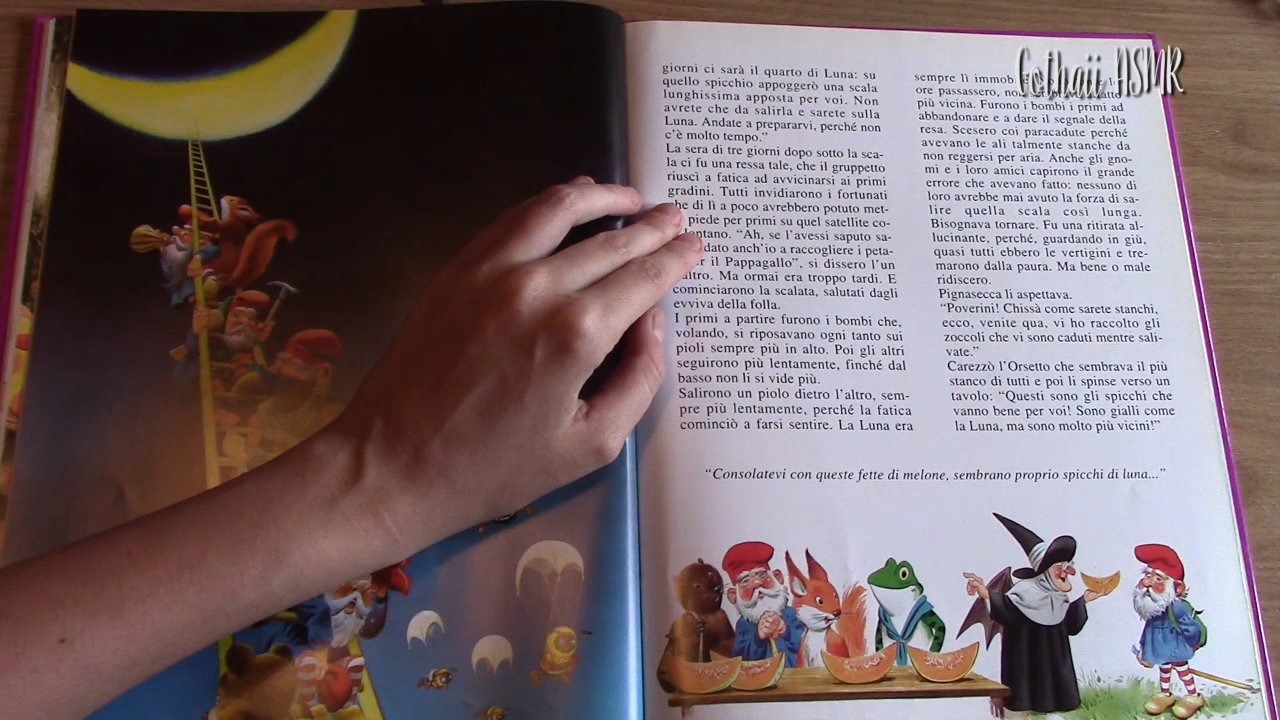 Gothaii ASMR
giorni ci sarà il quarto di Luna: su
quello spicchio appoggerò una scala
lunghissima apposta per voi. Non
avrete che da salirla e sarete sulla
Luna. Andate a prepararvi, perché non
c'è molto tempo."
La sera di tre giorni dopo sotto la sca-
la ci fu una ressa tale, che il gruppetto
riuscì a fatica ad avvicinarsi ai primi
gradini. Tutti invidiarono i fortunati
che di lì a poco avrebbero potuto met-
piede per primi su quel satellite co-
lontano. "Ah, se l'avessi saputo sa-
dato anch'io a raccogliere i peta-
il Pappagallo", si dissero l'un
altro. Ma ormai era troppo tardi. E
cominciarono la scalata, salutati dagli
evviva della folla.
I primi a partire furono i bombi che,
volando, si riposavano ogni tanto sui
pioli sempre più in alto. Poi gli altri
seguirono più lentamente, finché dal
basso non li si vide più.
Salirono un piolo dietro l'altro, sem-
pre più lentamente, perché la fatica
cominciò a farsi sentire. La Luna era
sempre lì
ore passassero,
più vicina. Furono i bombi i primi ad
abbandonare e a dare il segnale della
resa. Scesero coi paracadute perché
avevano le ali talmente stanche da
non reggersi per aria. Anche gli gno-
mi e i loro amici capirono il grande
errore che avevano fatto: nessuno di
loro avrebbe mai avuto la forza di sa-
lire quella scala così lunga.
Bisognava tornare. Fu una ritirata al-
lucinante, perché, guardando in giù,
quasi tutti ebbero le vertigini e tre-
marono dalla paura. Ma bene o male
ridiscero.
Pignasecca li aspettava.
"Poverini! Chissà come sarete stanchi,
ecco, venite qua, vi ho raccolto gli
zoccoli che vi sono caduti mentre sali-
vate."
Carezzò l'Orsetto che sembrava il più
stanco di tutti e poi li spinse verso un
tavolo: "Questi sono gli spicchi che
vanno bene per voi! Sono gialli come
la Luna, ma sono molto più vicini!"
"Consolatevi con queste fette di melone, sembrano proprio spicchi di luna..."